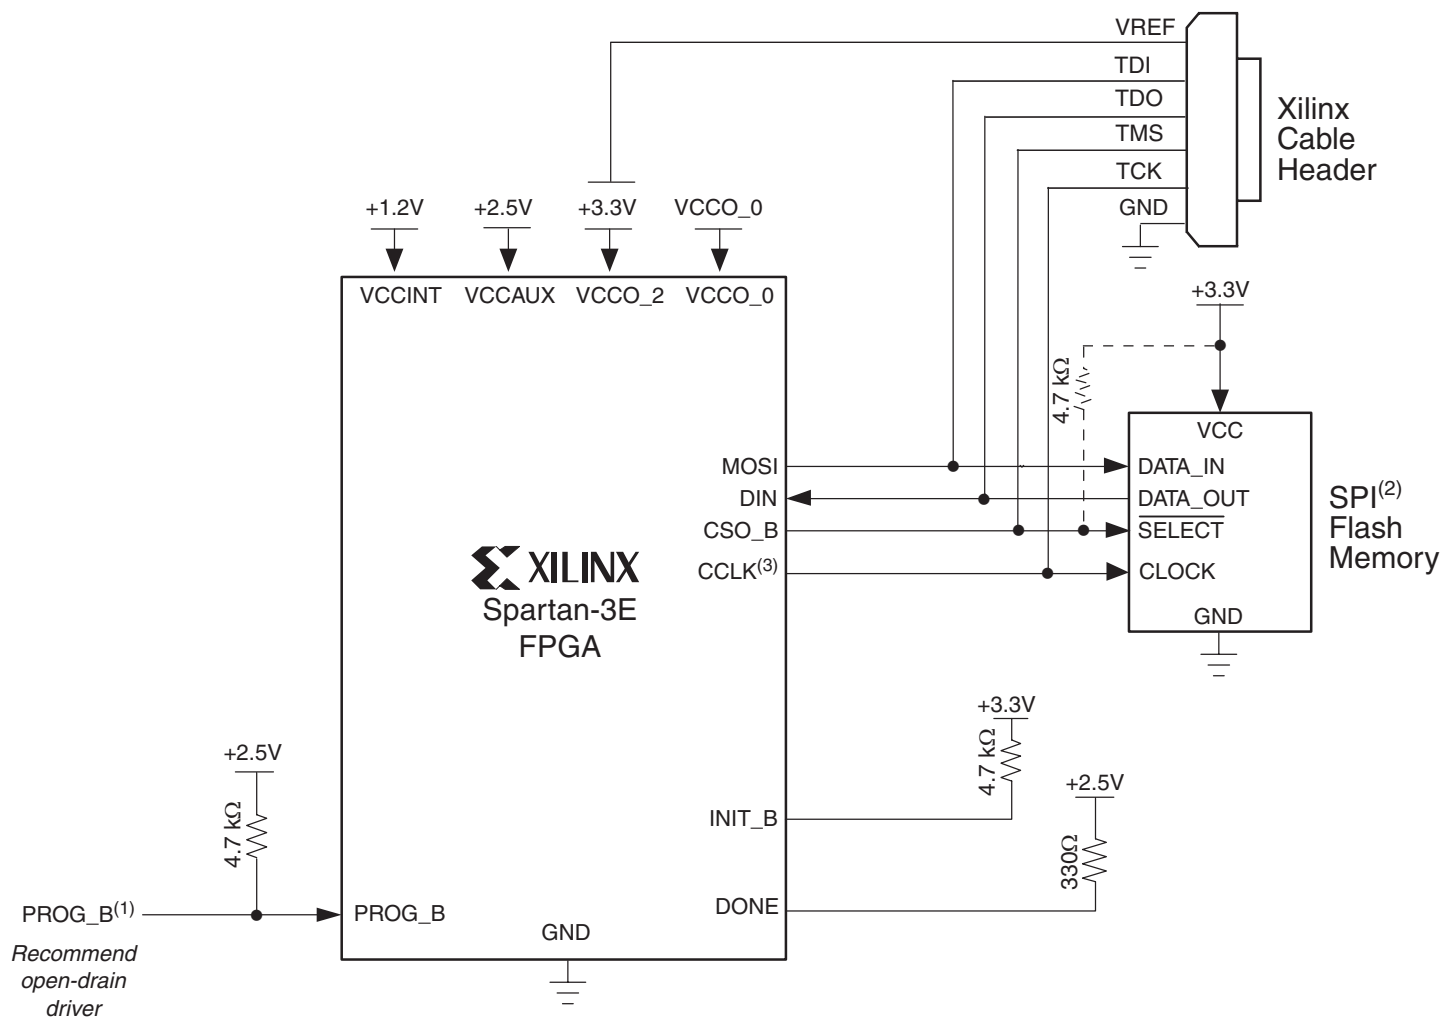 VREF
TDI
TDO
TMS
TCK
GND
Xilinx
Cable
Header
+1.2V
+2.5V
+3.3V
VCCO_0
VCCINT
VCCAUX
VCCO_2
VCCO_0
+3.3V
4.7 kΩ
VCC
MOSI
DIN
CSO_B
CCLK(3)
DATA_IN
DATA_OUT
SELECT
CLOCK
GND
SPI(2)
Flash
Memory
XILINX
Spartan-3E
FPGA
+3.3V
4.7 kΩ
+2.5V
330Ω
INIT_B
DONE
+2.5V
4.7 kΩ
PROG_B(1)
PROG_B
GND
Recommend
open-drain
driver